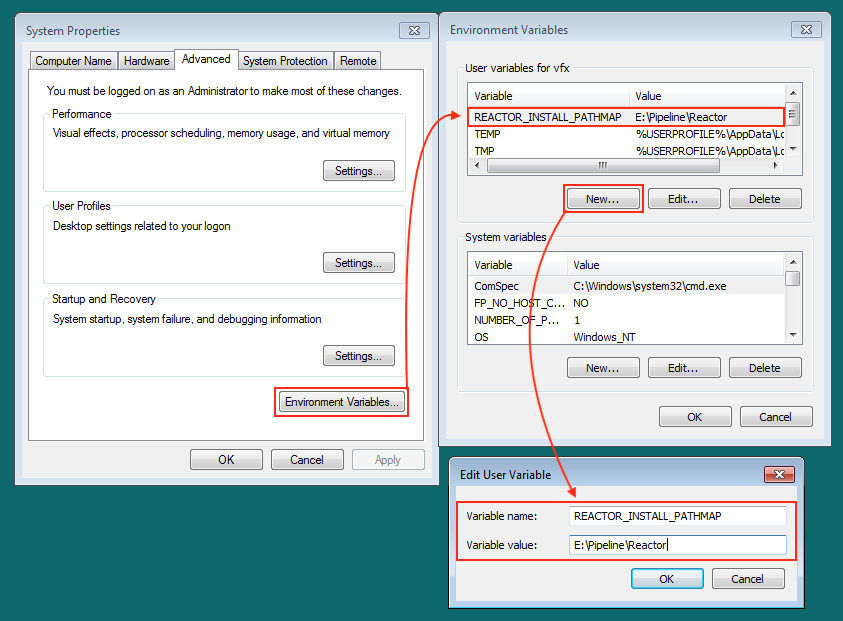 System Properties
Computer Name Hardware Advanced System Protection Remote
You must be logged on as an Administrator to make most of these changes.
Performance
Visual effects, processor scheduling, memory usage, and virtual memory
Settings...
User Profiles
Desktop settings related to your logon
Settings...
Startup and Recovery
System startup, system failure, and debugging information
Settings...
Environment Variables...
OK Cancel Apply
Environment Variables
User variables for vfx
Variable Value
REACTOR_INSTALL_PATHMAP E:\Pipeline\Reactor
TEMP %USERPROFILE%\AppData\Lo
TMP %USERPROFILE%\AppData\Lo
New... Edit... Delete
System variables
Variable Value
ComSpec C:\Windows\system32\cmd.exe
FP_NO_HOST_C... NO
NUMBER_OF_P... 1
OS Windows_NT
New... Edit... Delete
OK Cancel
Edit User Variable
Variable name: REACTOR_INSTALL_PATHMAP
Variable value: E:\Pipeline\Reactor
OK Cancel